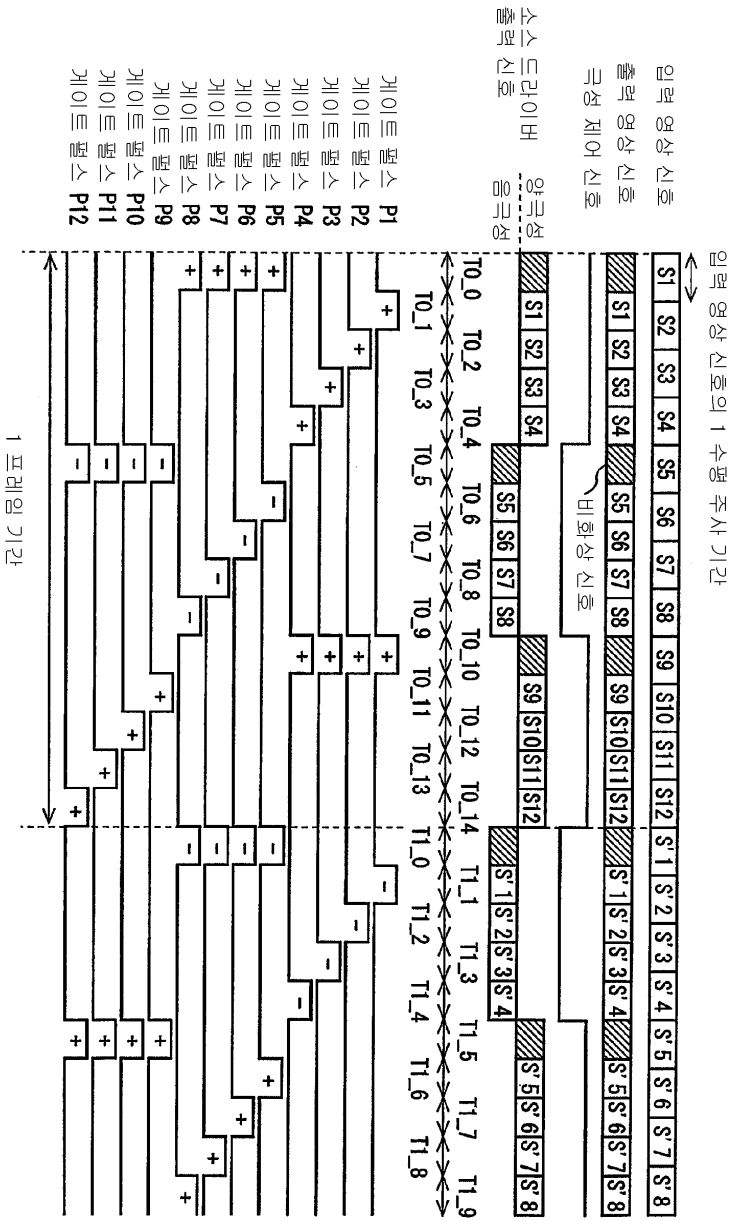 입력 영상 신호의 1 수평 주사 기간
입력 영상 신호 S1 S2 S3 S4 S5 S6 S7 S8 S9 S10 S11 S12 S'1 S'2 S'3 S'4 S'5 S'6 S'7 S'8
출력 영상 신호 S1 S2 S3 S4 S5 S6 S7 S8 S9 S10 S11 S12 S'1 S'2 S'3 S'4 S'5 S'6 S'7 S'8
비화상 신호
극성 제어 신호
소스 드라이버
출력 신호
양극성 S1 S2 S3 S4 S9 S10 S11 S12 S'5 S'6 S'7 S'8
음극성 S5 S6 S7 S8 S'1 S'2 S'3 S'4
T0_0 T0_2 T0_4 T0_6 T0_8 T0_10 T0_12 T0_14 T1_1 T1_3 T1_5 T1_7 T1_9
T0_1 T0_3 T0_5 T0_7 T0_9 T0_11 T0_13 T1_0 T1_2 T1_4 T1_6 T1_8
게이트 펄스 P1 + + -
게이트 펄스 P2 + + -
게이트 펄스 P3 + + -
게이트 펄스 P4 + + -
게이트 펄스 P5 + - - +
게이트 펄스 P6 + - - +
게이트 펄스 P7 + - - +
게이트 펄스 P8 + - - +
게이트 펄스 P9 - + +
게이트 펄스 P10 - + +
게이트 펄스 P11 - + +
게이트 펄스 P12 - + +
1 프레임 기간